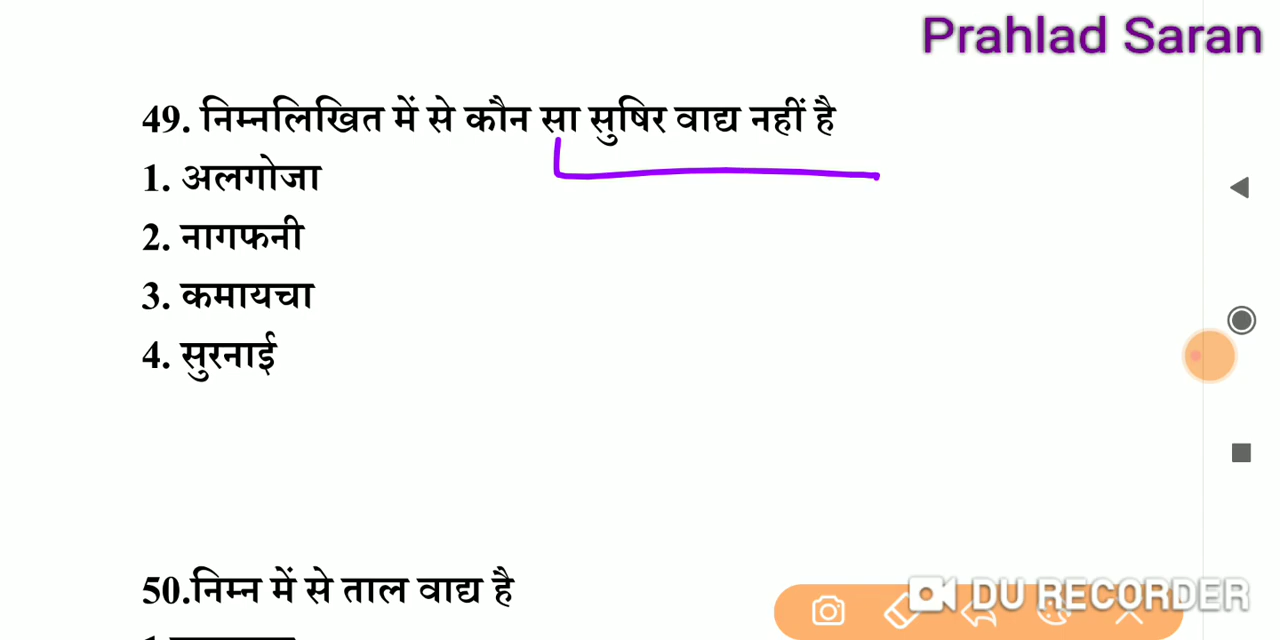 Prahlad Saran
49. निम्नलिखित में से कौन सा सुषिर वाद्य नहीं है
1. अलगोजा
2. नागफनी
3. कमायचा
4. सुरनाई
50.निम्न में से ताल वाद्य है
DU RECORDER